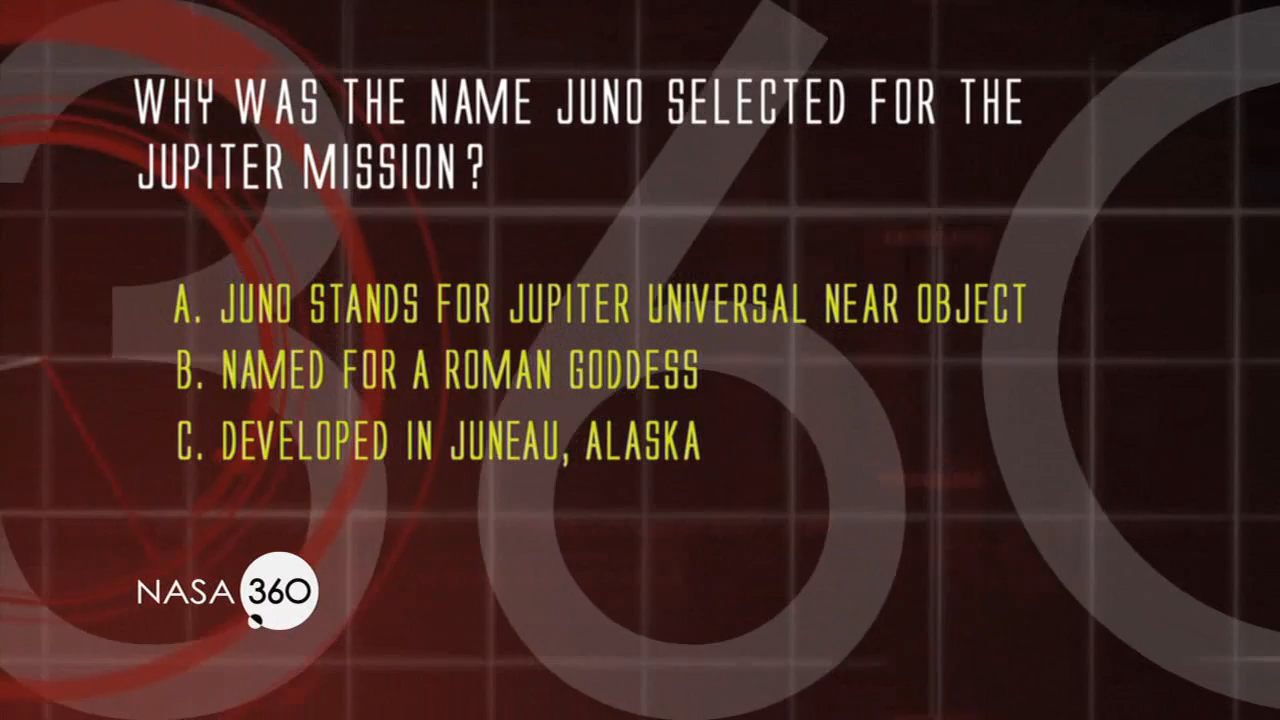 WHY WAS THE NAME JUNO SELECTED FOR THE
JUPITER MISSION?
A. JUNO STANDS FOR JUPITER UNIVERSAL NEAR OBJECT
B. NAMED FOR A ROMAN GODDESS
C. DEVELOPED IN JUNEAU, ALASKA
NASA 360
360